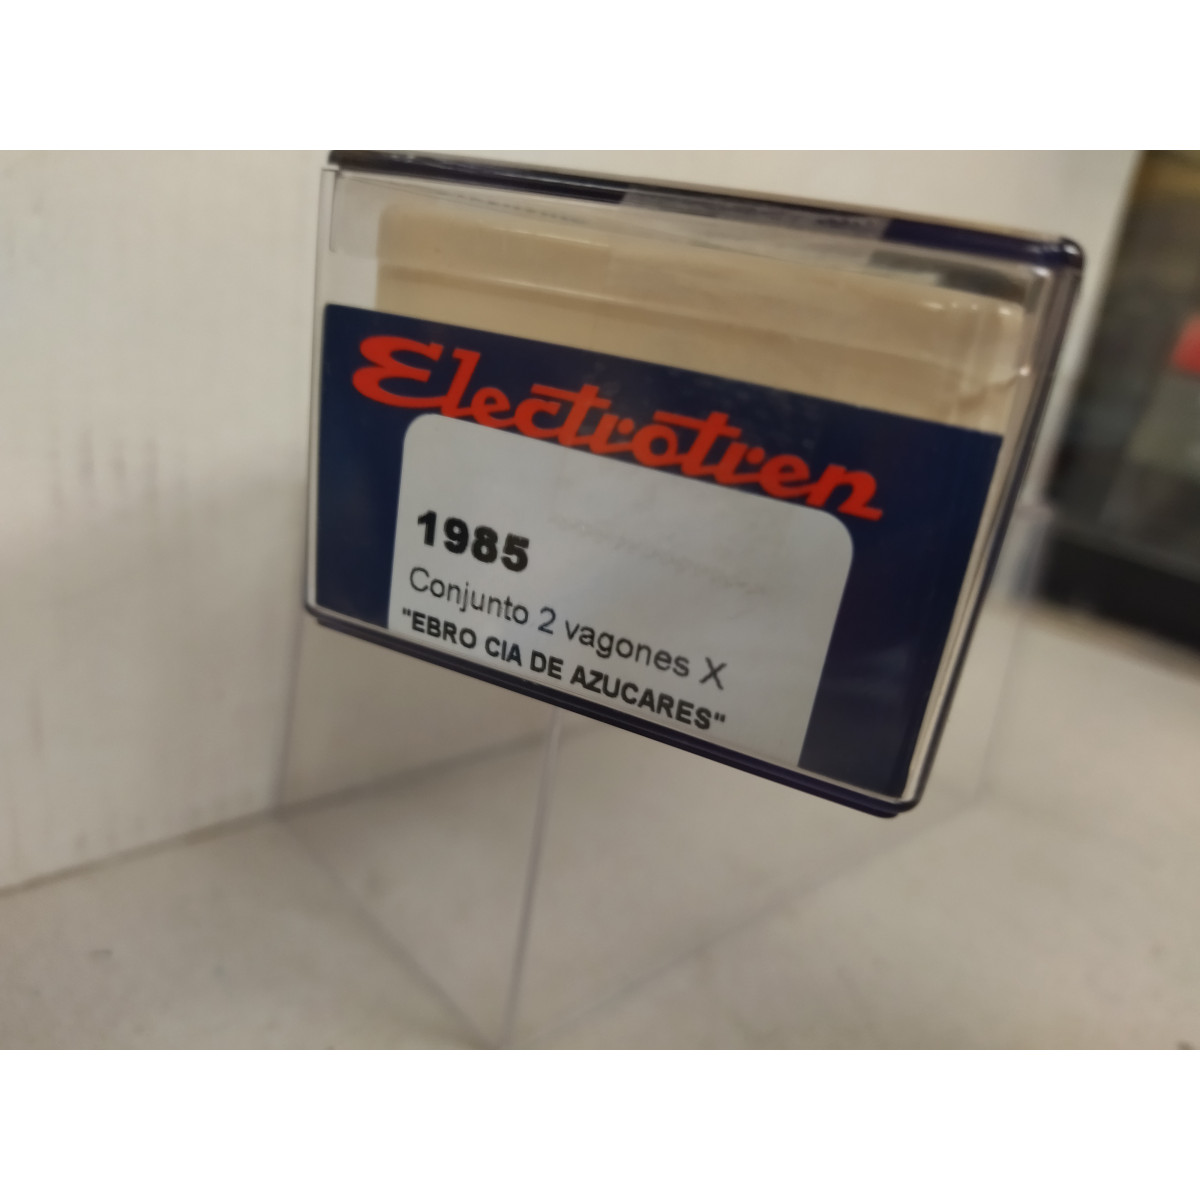 Electrotren
1985
Conjunto 2 vagones X
"EBRO CIA DE AZUCARES"